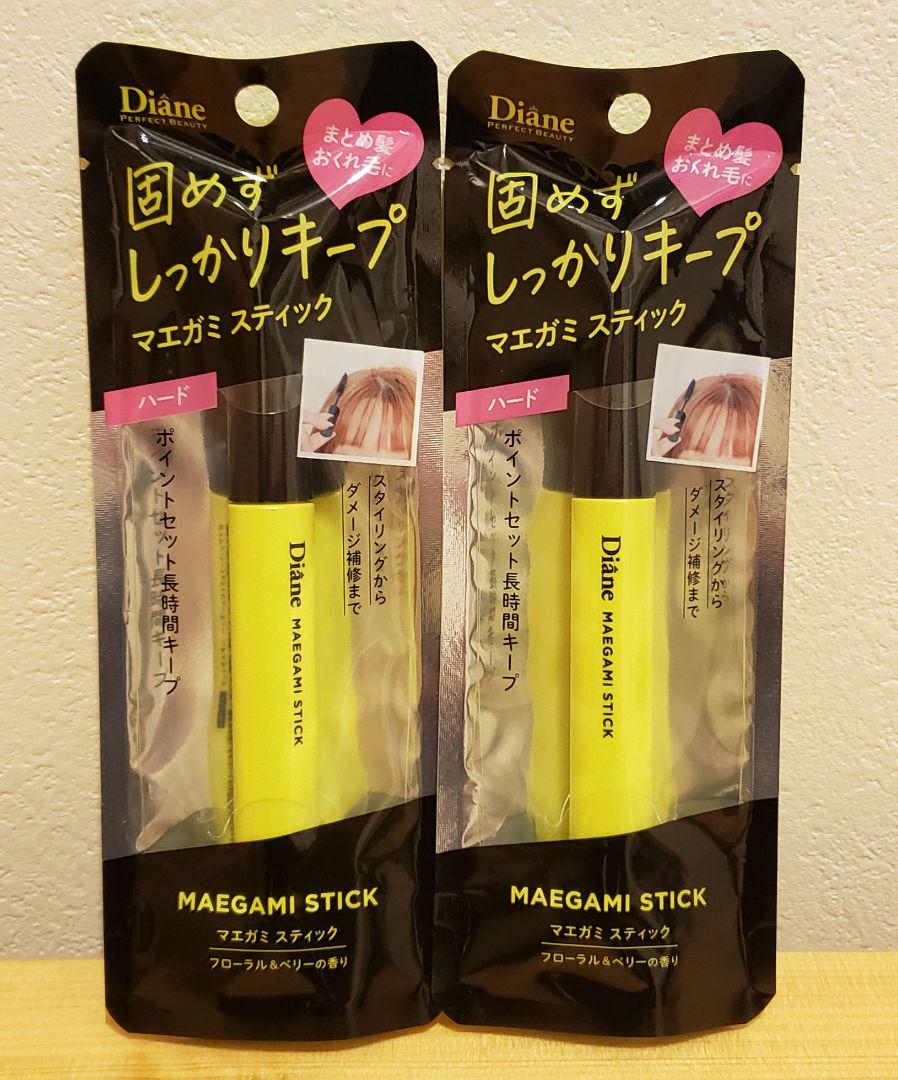 Diane
PERFECT BEAUTY
まとめ髪
おくれ毛に
固めず
しっかりキープ
マエガミ スティック
ハード
ポイントセット長時間キープ
スタイリングから
ダメージ補修まで
Diane MAEGAMI STICK
MAEGAMI STICK
マエガミ スティック
フローラル&ベリーの香り
Diane
PERFECT BEAUTY
まとめ髪
おくれ毛に
固めず
しっかりキープ
マエガミ スティック
ハード
ポイントセット長時間キープ
スタイリングから
ダメージ補修まで
Diane MAEGAMI STICK
MAEGAMI STICK
マエガミ スティック
フローラル&ベリーの香り